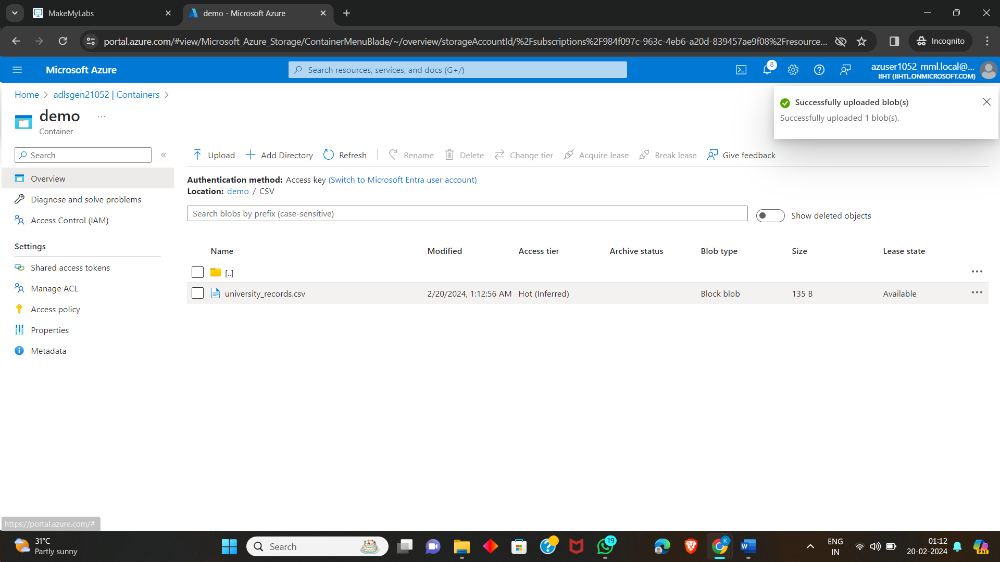 MakeMyLabs
demo - Microsoft Azure
portal.azure.com/#view/Microsoft_Azure_Storage/ContainerMenuBlade/~/overview/storageAccountId/%2Fsubscriptions%2F984f097c-963c-4eb6-a20d-839457ae9f08%2Fresource...
Incognito
Microsoft Azure
Search resources, services, and docs (G+/)
8
azuser1052_mml.local@...
IIHT (IIHTL.ONMICROSOFT.COM)
Home > adlsgen21052 | Containers >
demo ...
Container
Successfully uploaded blob(s)
Successfully uploaded 1 blob(s).
Search
Upload
Add Directory
Refresh
Rename
Delete
Change tier
Acquire lease
Break lease
Give feedback
Overview
Diagnose and solve problems
Access Control (IAM)
Settings
Shared access tokens
Manage ACL
Access policy
Properties
Metadata
Authentication method: Access key (Switch to Microsoft Entra user account)
Location: demo / CSV
Search blobs by prefix (case-sensitive)
Show deleted objects
Name Modified Access tier Archive status Blob type Size Lease state
[..]
university_records.csv 2/20/2024, 1:12:56 AM Hot (Inferred) Block blob 135 B Available
https://portal.azure.com/#
31°C
Partly sunny
Search
19
K
W
ENG
IN
01:12
20-02-2024
PRE